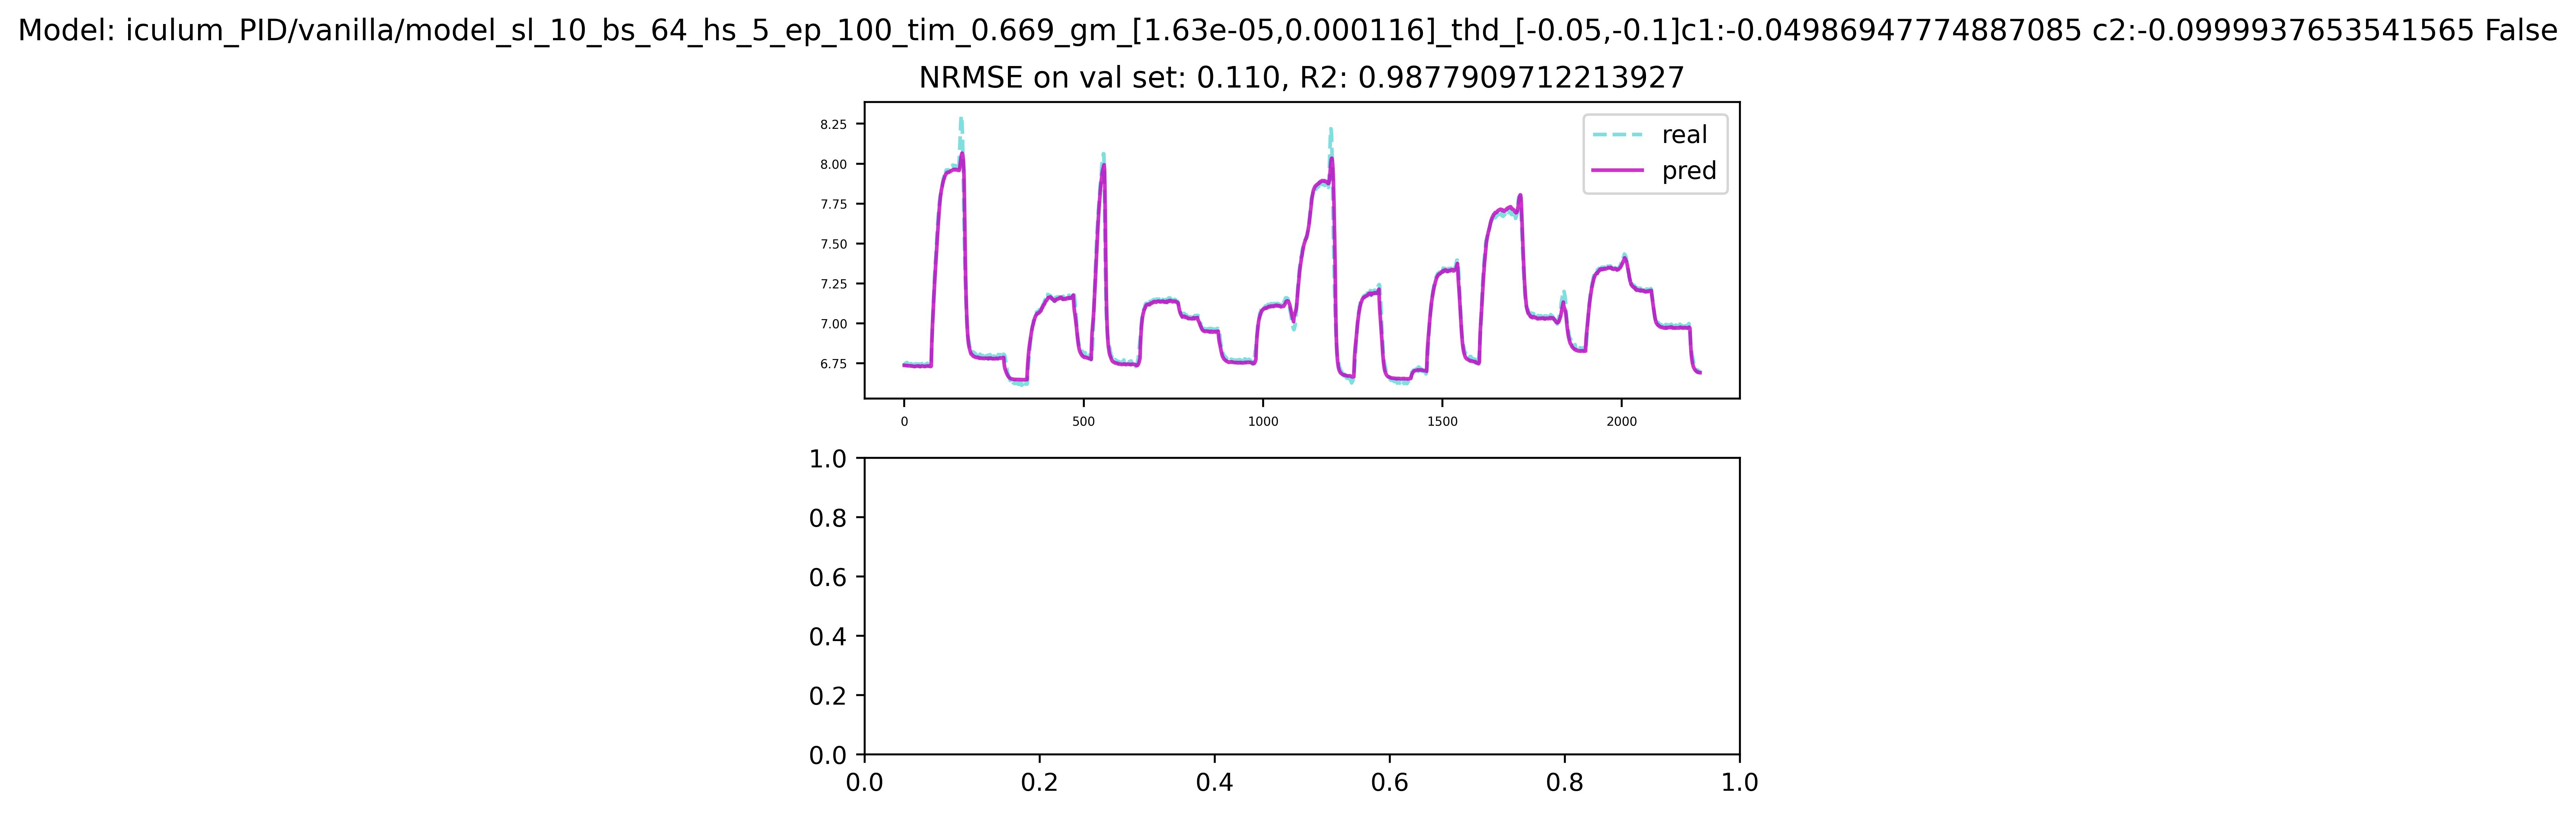 Model: iculum_PID/vanilla/model_sl_10_bs_64_hs_5_ep_100_tim_0.669_gm_[1.63e-05,0.000116]_thd_[-0.05,-0.1]c1:-0.04986947774887085 c2:-0.0999937653541565 False
NRMSE on val set: 0.110, R2: 0.9877909712213927
8.25
8.00
7.75
7.50
7.25
7.00
6.75
real
pred
0 500 1000 1500 2000
1.0
0.8
0.6
0.4
0.2
0.0
0.0 0.2 0.4 0.6 0.8 1.0